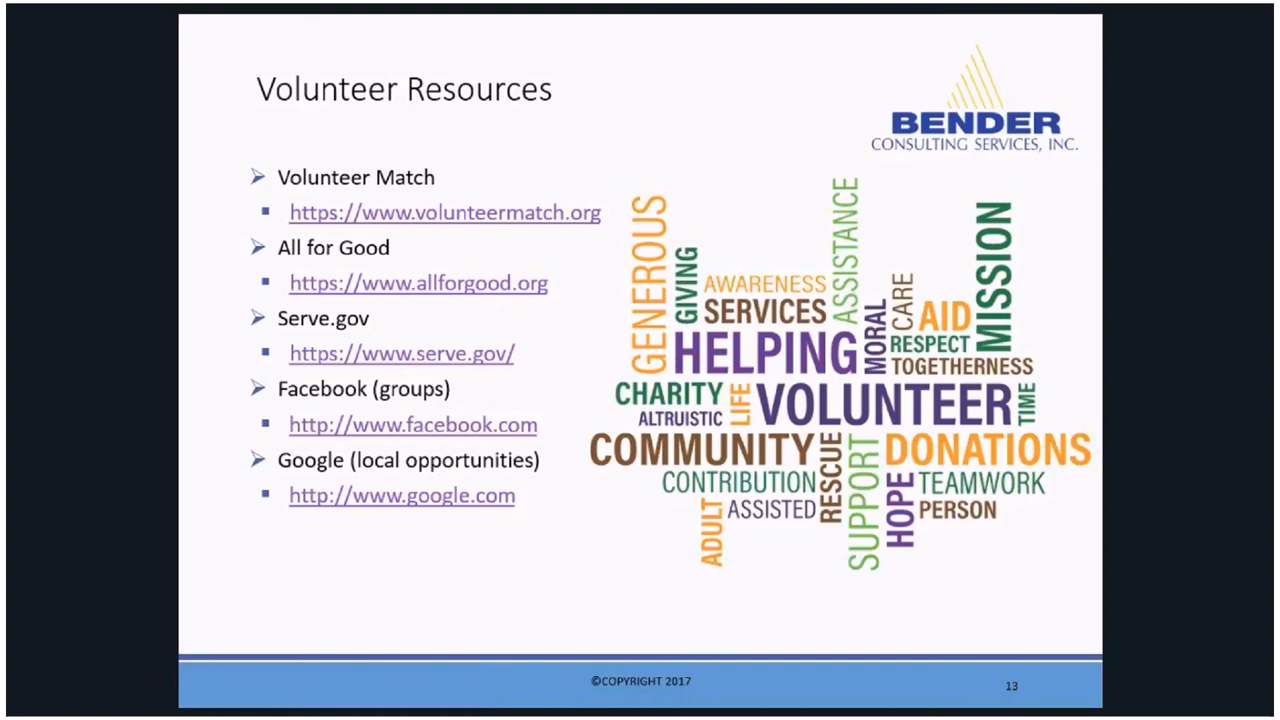 Volunteer Resources
BENDER
CONSULTING SERVICES, INC.
Volunteer Match
https://www.volunteermatch.org
All for Good
https://www.allforgood.org
Serve.gov
https://www.serve.gov/
Facebook (groups)
http://www.facebook.com
Google (local opportunities)
http://www.google.com
GENEROUS
GIVING
AWARENESS
SERVICES
ASSISTANCE
MORAL
CARE
AID
MISSION
HELPING
RESPECT
TOGETHERNESS
CHARITY
ALTRUISTIC
LIFE
VOLUNTEER
TIME
COMMUNITY
RESCUE
SUPPORT
DONATIONS
CONTRIBUTION
HOPE
TEAMWORK
ADULT
ASSISTED
PERSON
©COPYRIGHT 2017
13